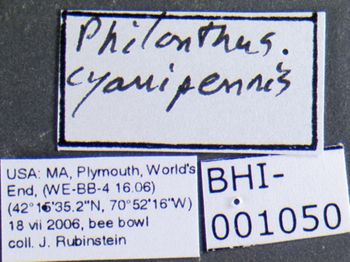 Philonthus.
cyanipennis
USA: MA, Plymouth, World's
End, (WE-BB-4 16.06)
(42°16'35.2"N, 70°52'16"W)
18 vii 2006, bee bowl
coll. J. Rubinstein
BHI-
001050